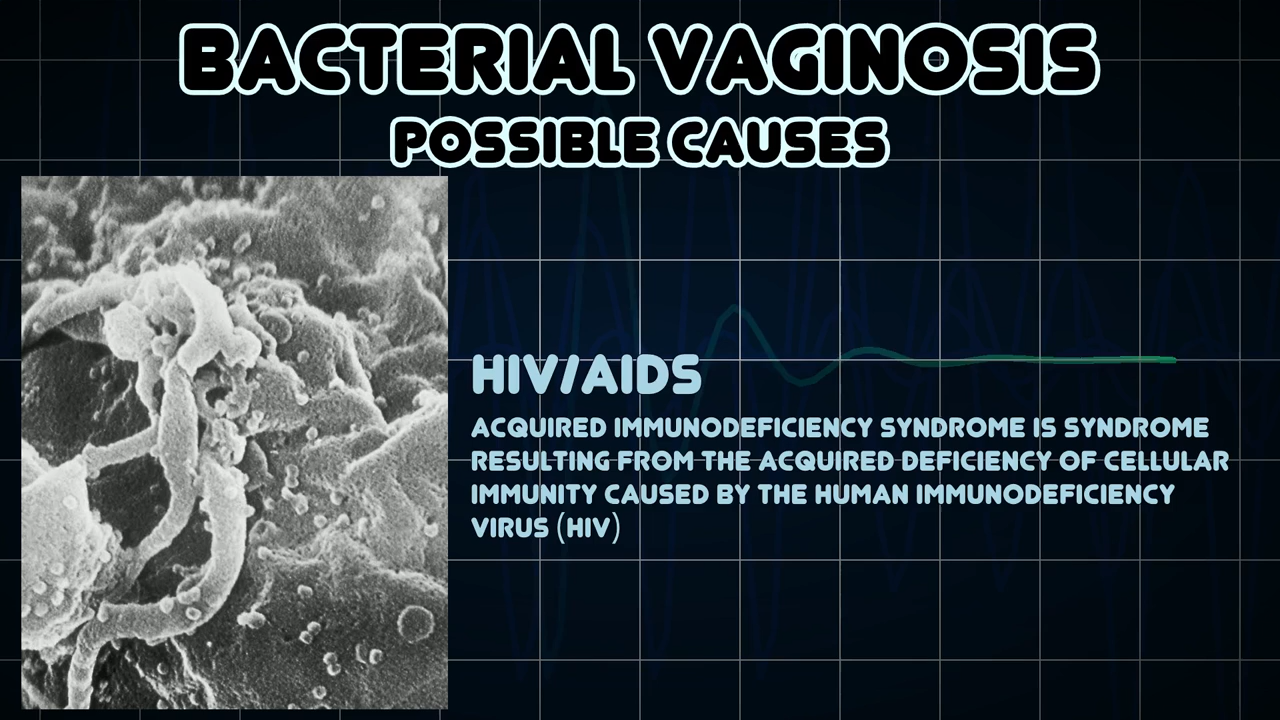 BACTERIAL VAGINOSIS
POSSIBLE CAUSES
HIV/AIDS
ACQUIRED IMMUNODEFICIENCY SYNDROME IS SYNDROME
RESULTING FROM THE ACQUIRED DEFICIENCY OF CELLULAR
IMMUNITY CAUSED BY THE HUMAN IMMUNODEFICIENCY
VIRUS (HIV)